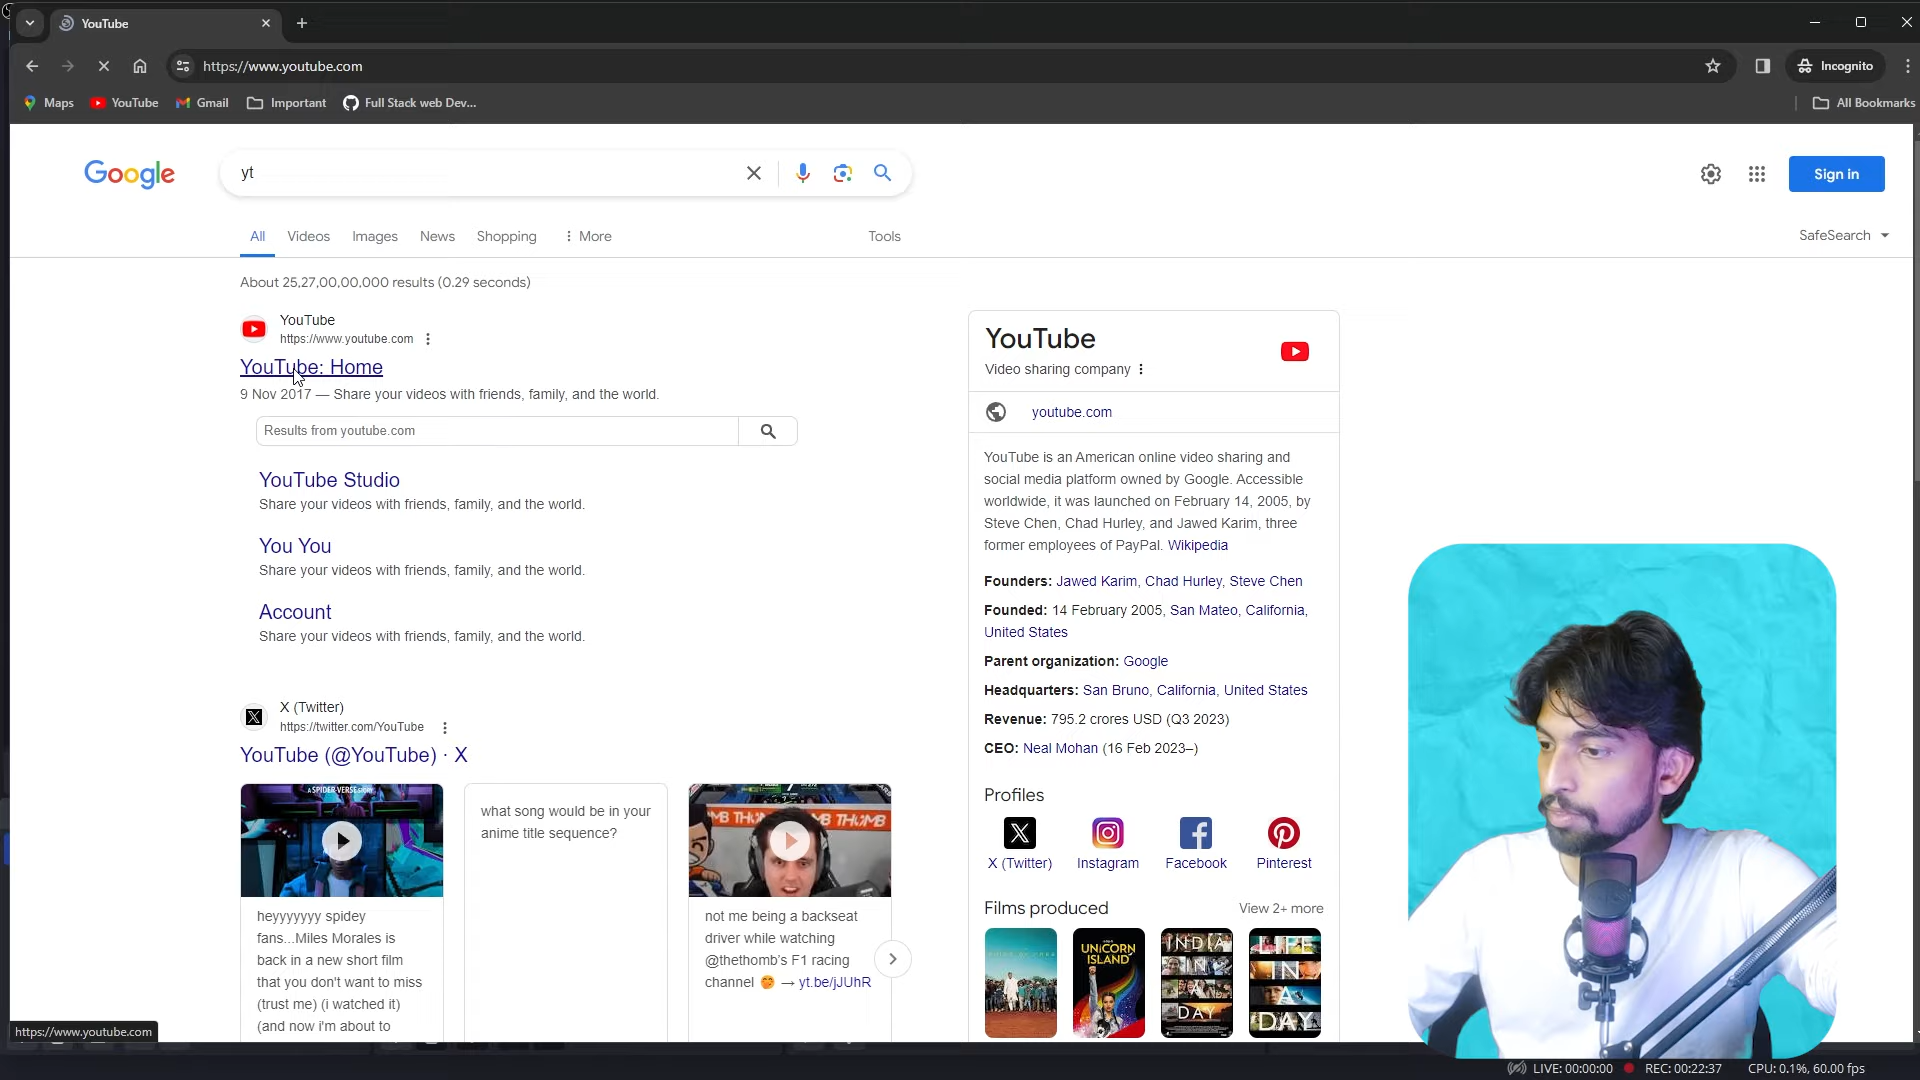 YouTube
https://www.youtube.com
Incognito
Maps
YouTube
Gmail
Important
Full Stack web Dev...
All Bookmarks
Google
yt
Sign in
All
Videos
Images
News
Shopping
More
Tools
SafeSearch
About 25,27,00,00,000 results (0.29 seconds)
YouTube
https://www.youtube.com
YouTube: Home
9 Nov 2017 — Share your videos with friends, family, and the world.
Results from youtube.com
YouTube Studio
Share your videos with friends, family, and the world.
You You
Share your videos with friends, family, and the world.
Account
Share your videos with friends, family, and the world.
X (Twitter)
https://twitter.com/YouTube
YouTube (@YouTube) · X
A SPIDER-VERSE STORY
heyyyyyyy spidey
fans...Miles Morales is
back in a new short film
that you don't want to miss
(trust me) (i watched it)
(and now i'm about to
what song would be in your
anime title sequence?
THUMB
not me being a backseat
driver while watching
@thethomb's F1 racing
channel 🤭 → yt.be/jJUhR
YouTube
Video sharing company
youtube.com
YouTube is an American online video sharing and
social media platform owned by Google. Accessible
worldwide, it was launched on February 14, 2005, by
Steve Chen, Chad Hurley, and Jawed Karim, three
former employees of PayPal. Wikipedia
Founders: Jawed Karim, Chad Hurley, Steve Chen
Founded: 14 February 2005, San Mateo, California,
United States
Parent organization: Google
Headquarters: San Bruno, California, United States
Revenue: 795.2 crores USD (Q3 2023)
CEO: Neal Mohan (16 Feb 2023–)
Profiles
X (Twitter)
Instagram
Facebook
Pinterest
Films produced
View 2+ more
UNICORN
ISLAND
INDIA
IN A
DAY
LIFE
IN A
DAY
https://www.youtube.com
LIVE: 00:00:00
REC: 00:22:37
CPU: 0.1%, 60.00 fps